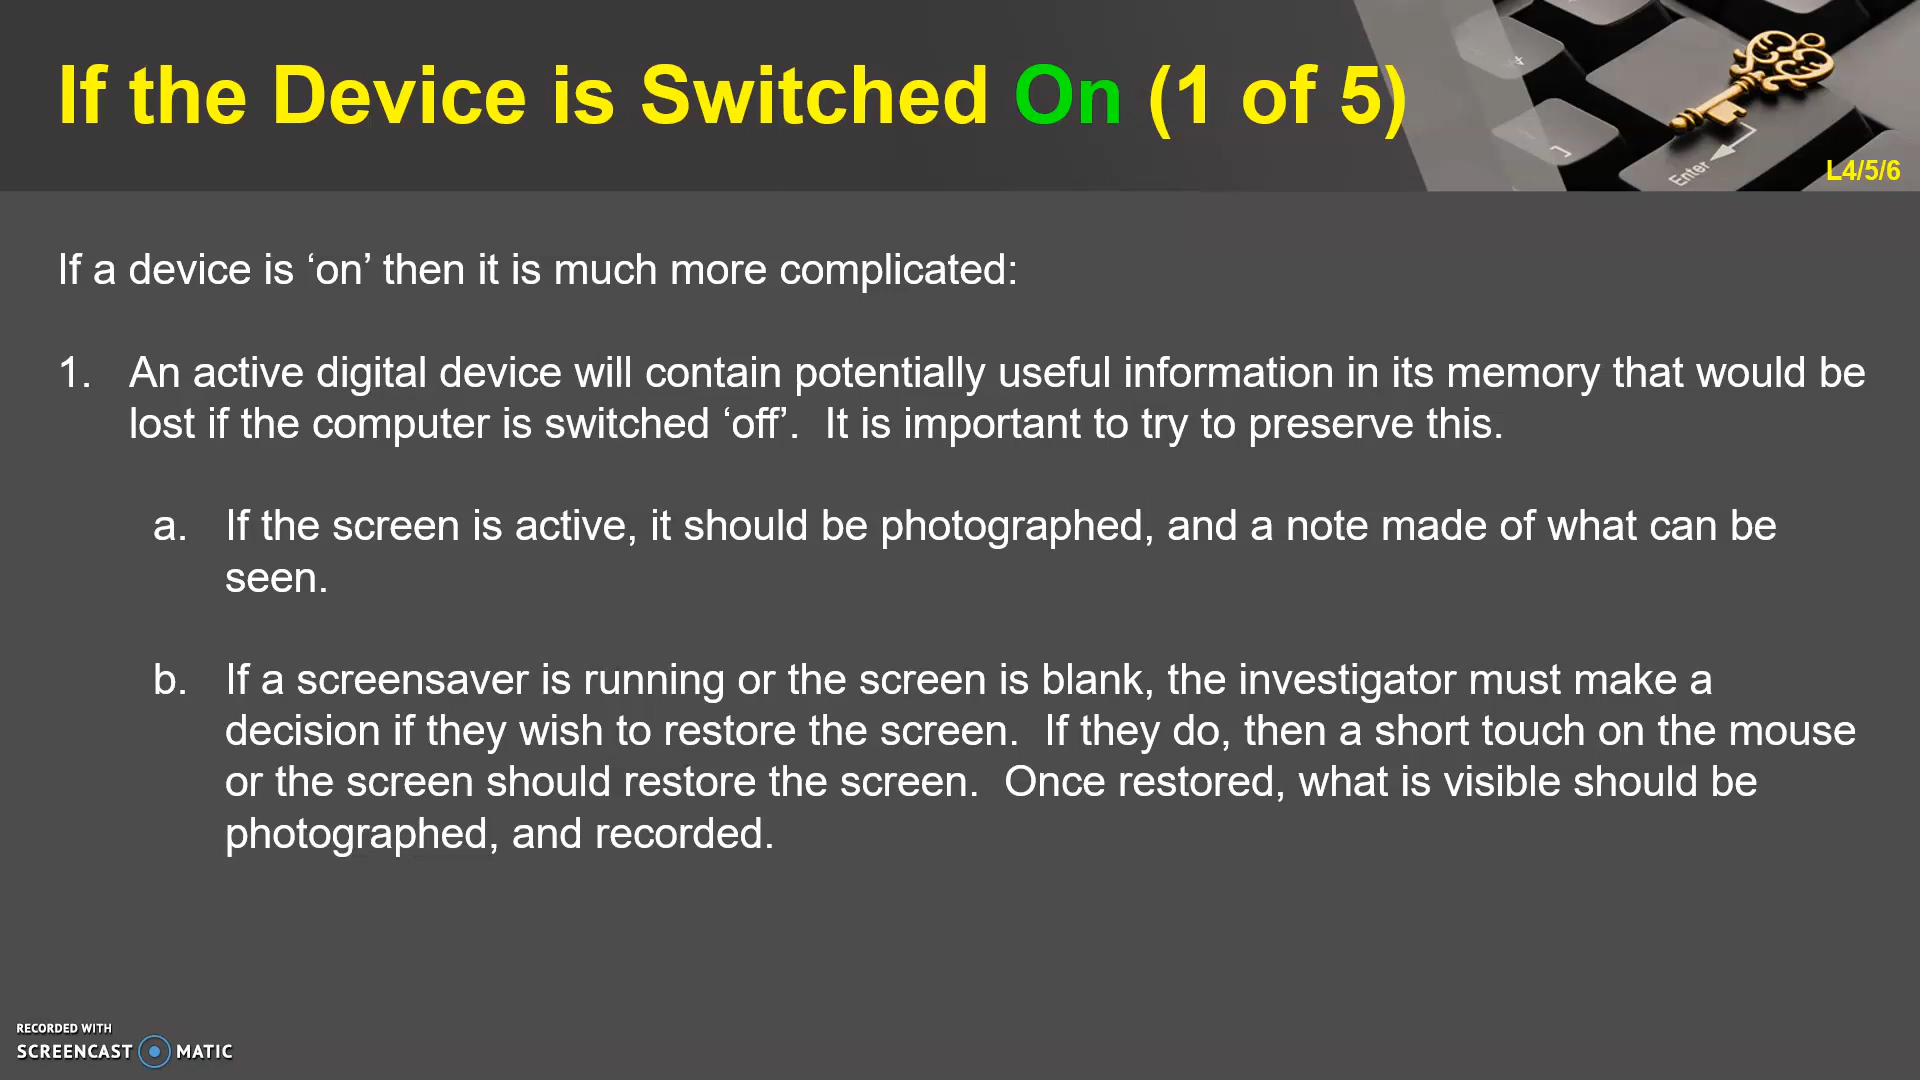 If the Device is Switched On (1 of 5)
Enter
L4/5/6
If a device is ‘on’ then it is much more complicated:
1. An active digital device will contain potentially useful information in its memory that would be
lost if the computer is switched ‘off’.  It is important to try to preserve this.
a. If the screen is active, it should be photographed, and a note made of what can be
seen.
b. If a screensaver is running or the screen is blank, the investigator must make a
decision if they wish to restore the screen.  If they do, then a short touch on the mouse
or the screen should restore the screen.  Once restored, what is visible should be
photographed, and recorded.
RECORDED WITH
SCREENCAST MATIC